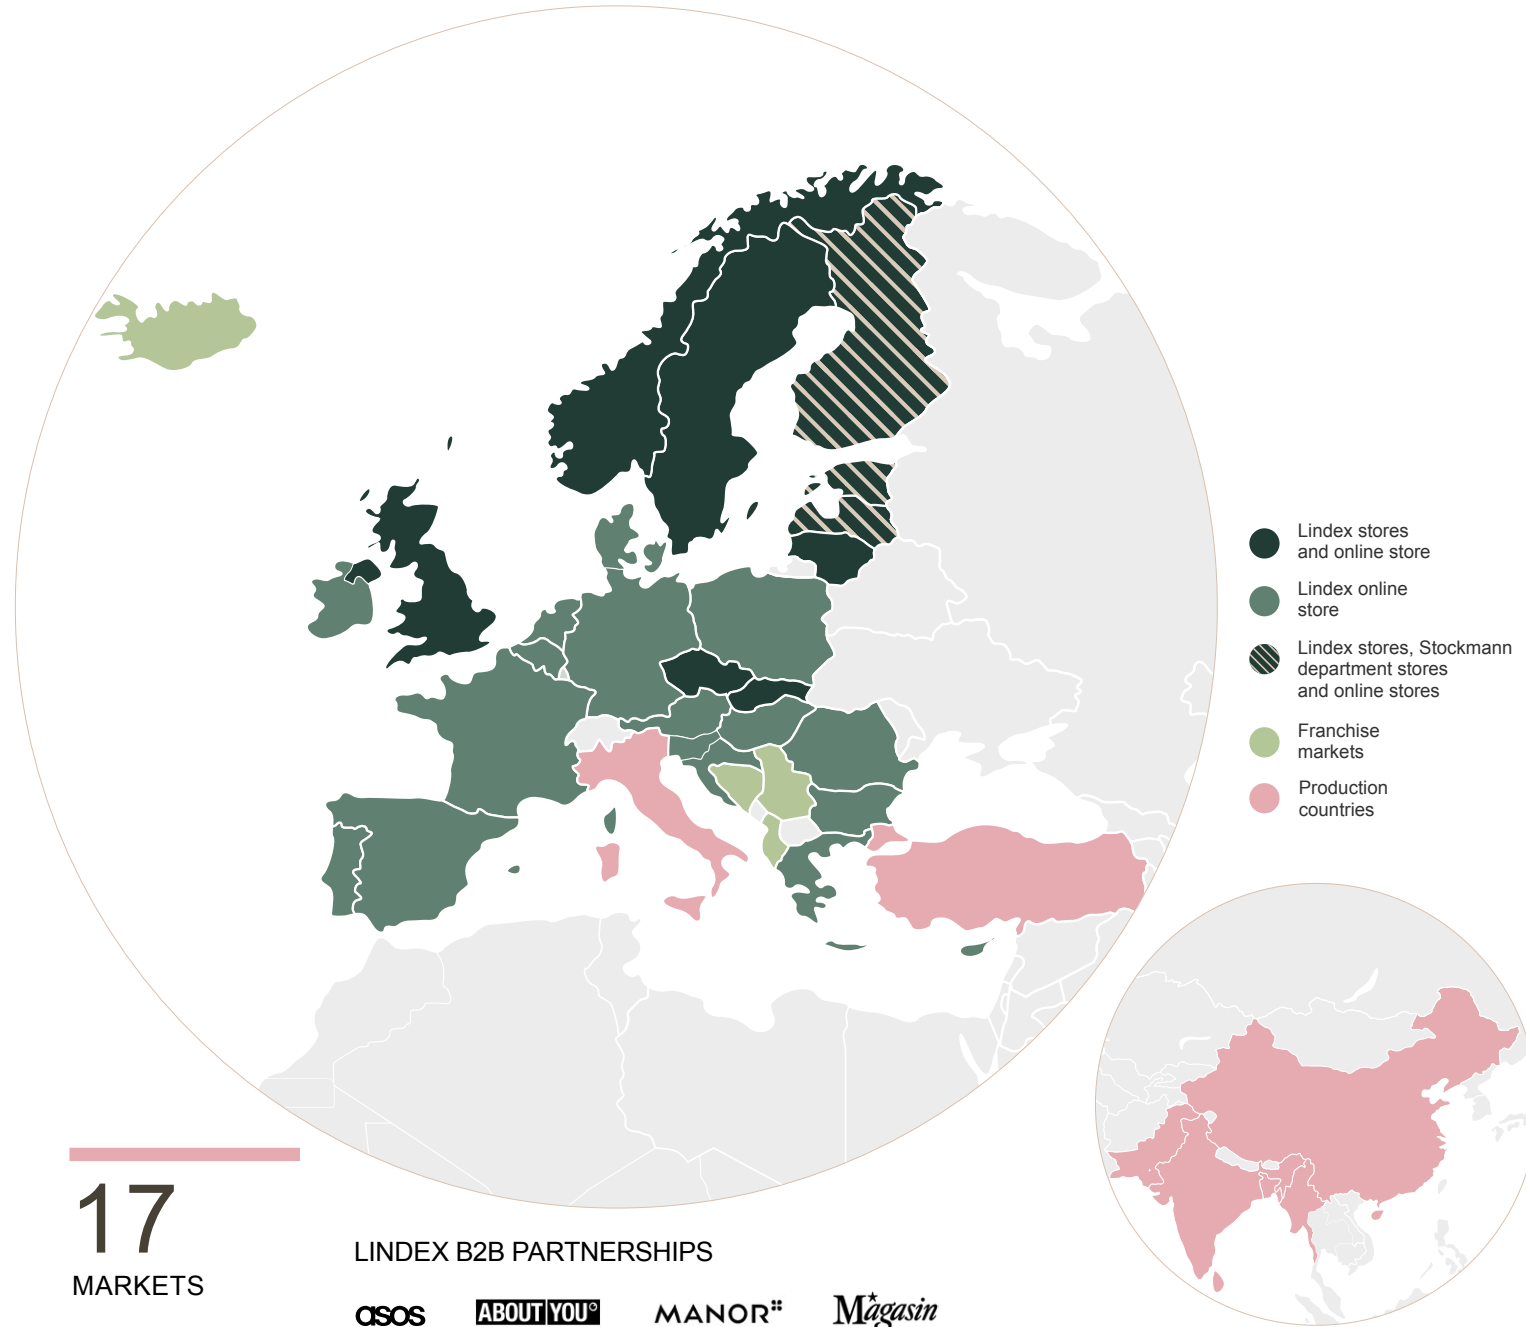 Lindex stores
and online store
Lindex online
store
Lindex stores, Stockmann
department stores
and online stores
Franchise
markets
Production
countries
17
MARKETS
LINDEX B2B PARTNERSHIPS
asos
ABOUT YOU°
MANOR
Magasin